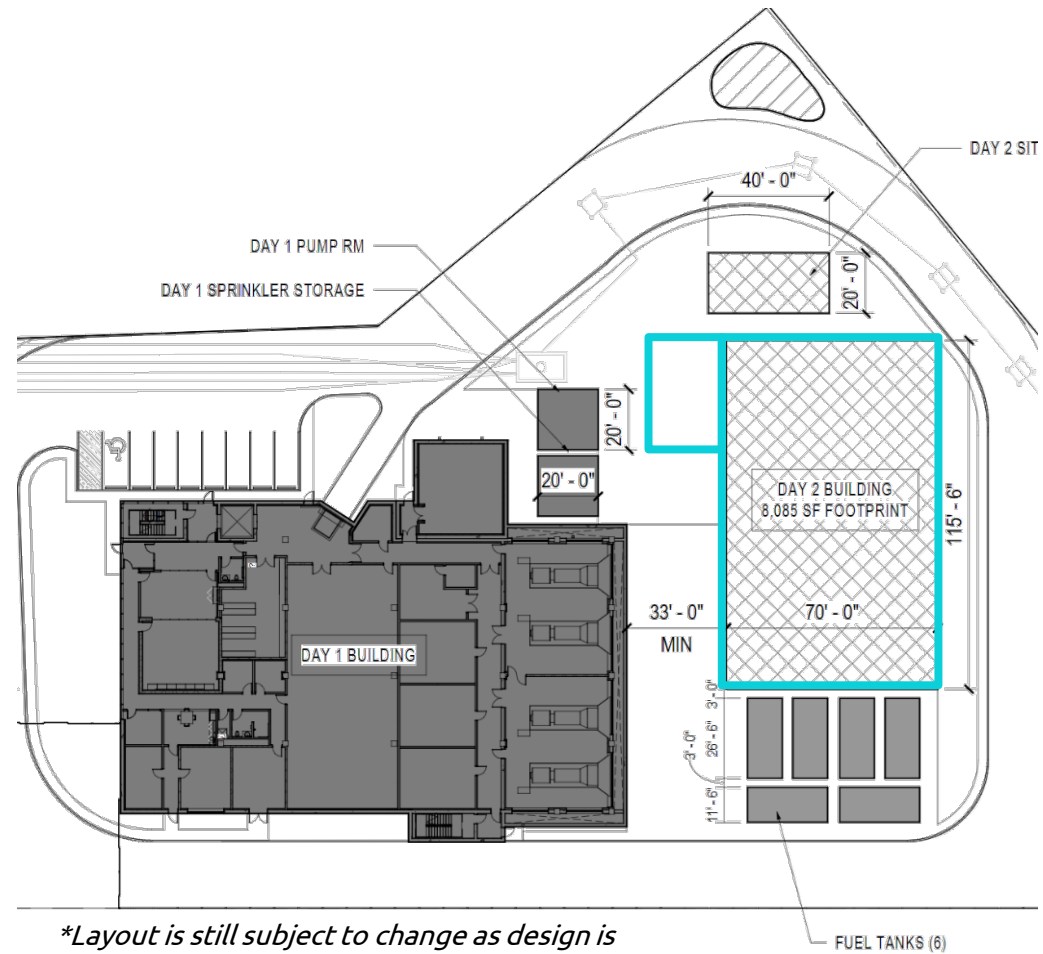 DAY 2 SIT
40' - 0"
DAY 1 PUMP RM
DAY 1 SPRINKLER STORAGE
20' - 0"
20' - 0"
20' - 0"
DAY 2 BUILDING
8,085 SF FOOTPRINT
115' - 6"
33' - 0"
MIN
70' - 0"
DAY 1 BUILDING
3' - 0"
26' - 6"
3' - 0"
11' - 6"
*Layout is still subject to change as design is
FUEL TANKS (6)